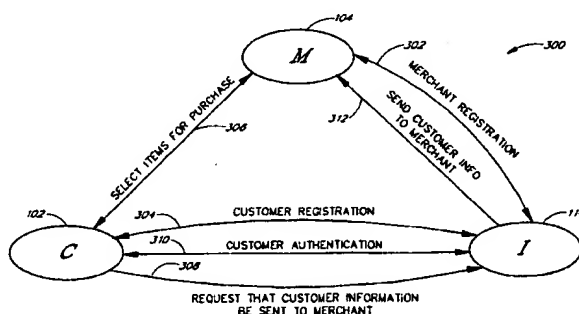 104
M
302
300
MERCHANT REGISTRATION
SEND CUSTOMER INFO
TO MERCHANT
312
SELECT ITEMS FOR PURCHASE
306
102
304
CUSTOMER REGISTRATION
11
C
310
CUSTOMER AUTHENTICATION
I
308
REQUEST THAT CUSTOMER INFORMATION
BE SENT TO MERCHANT